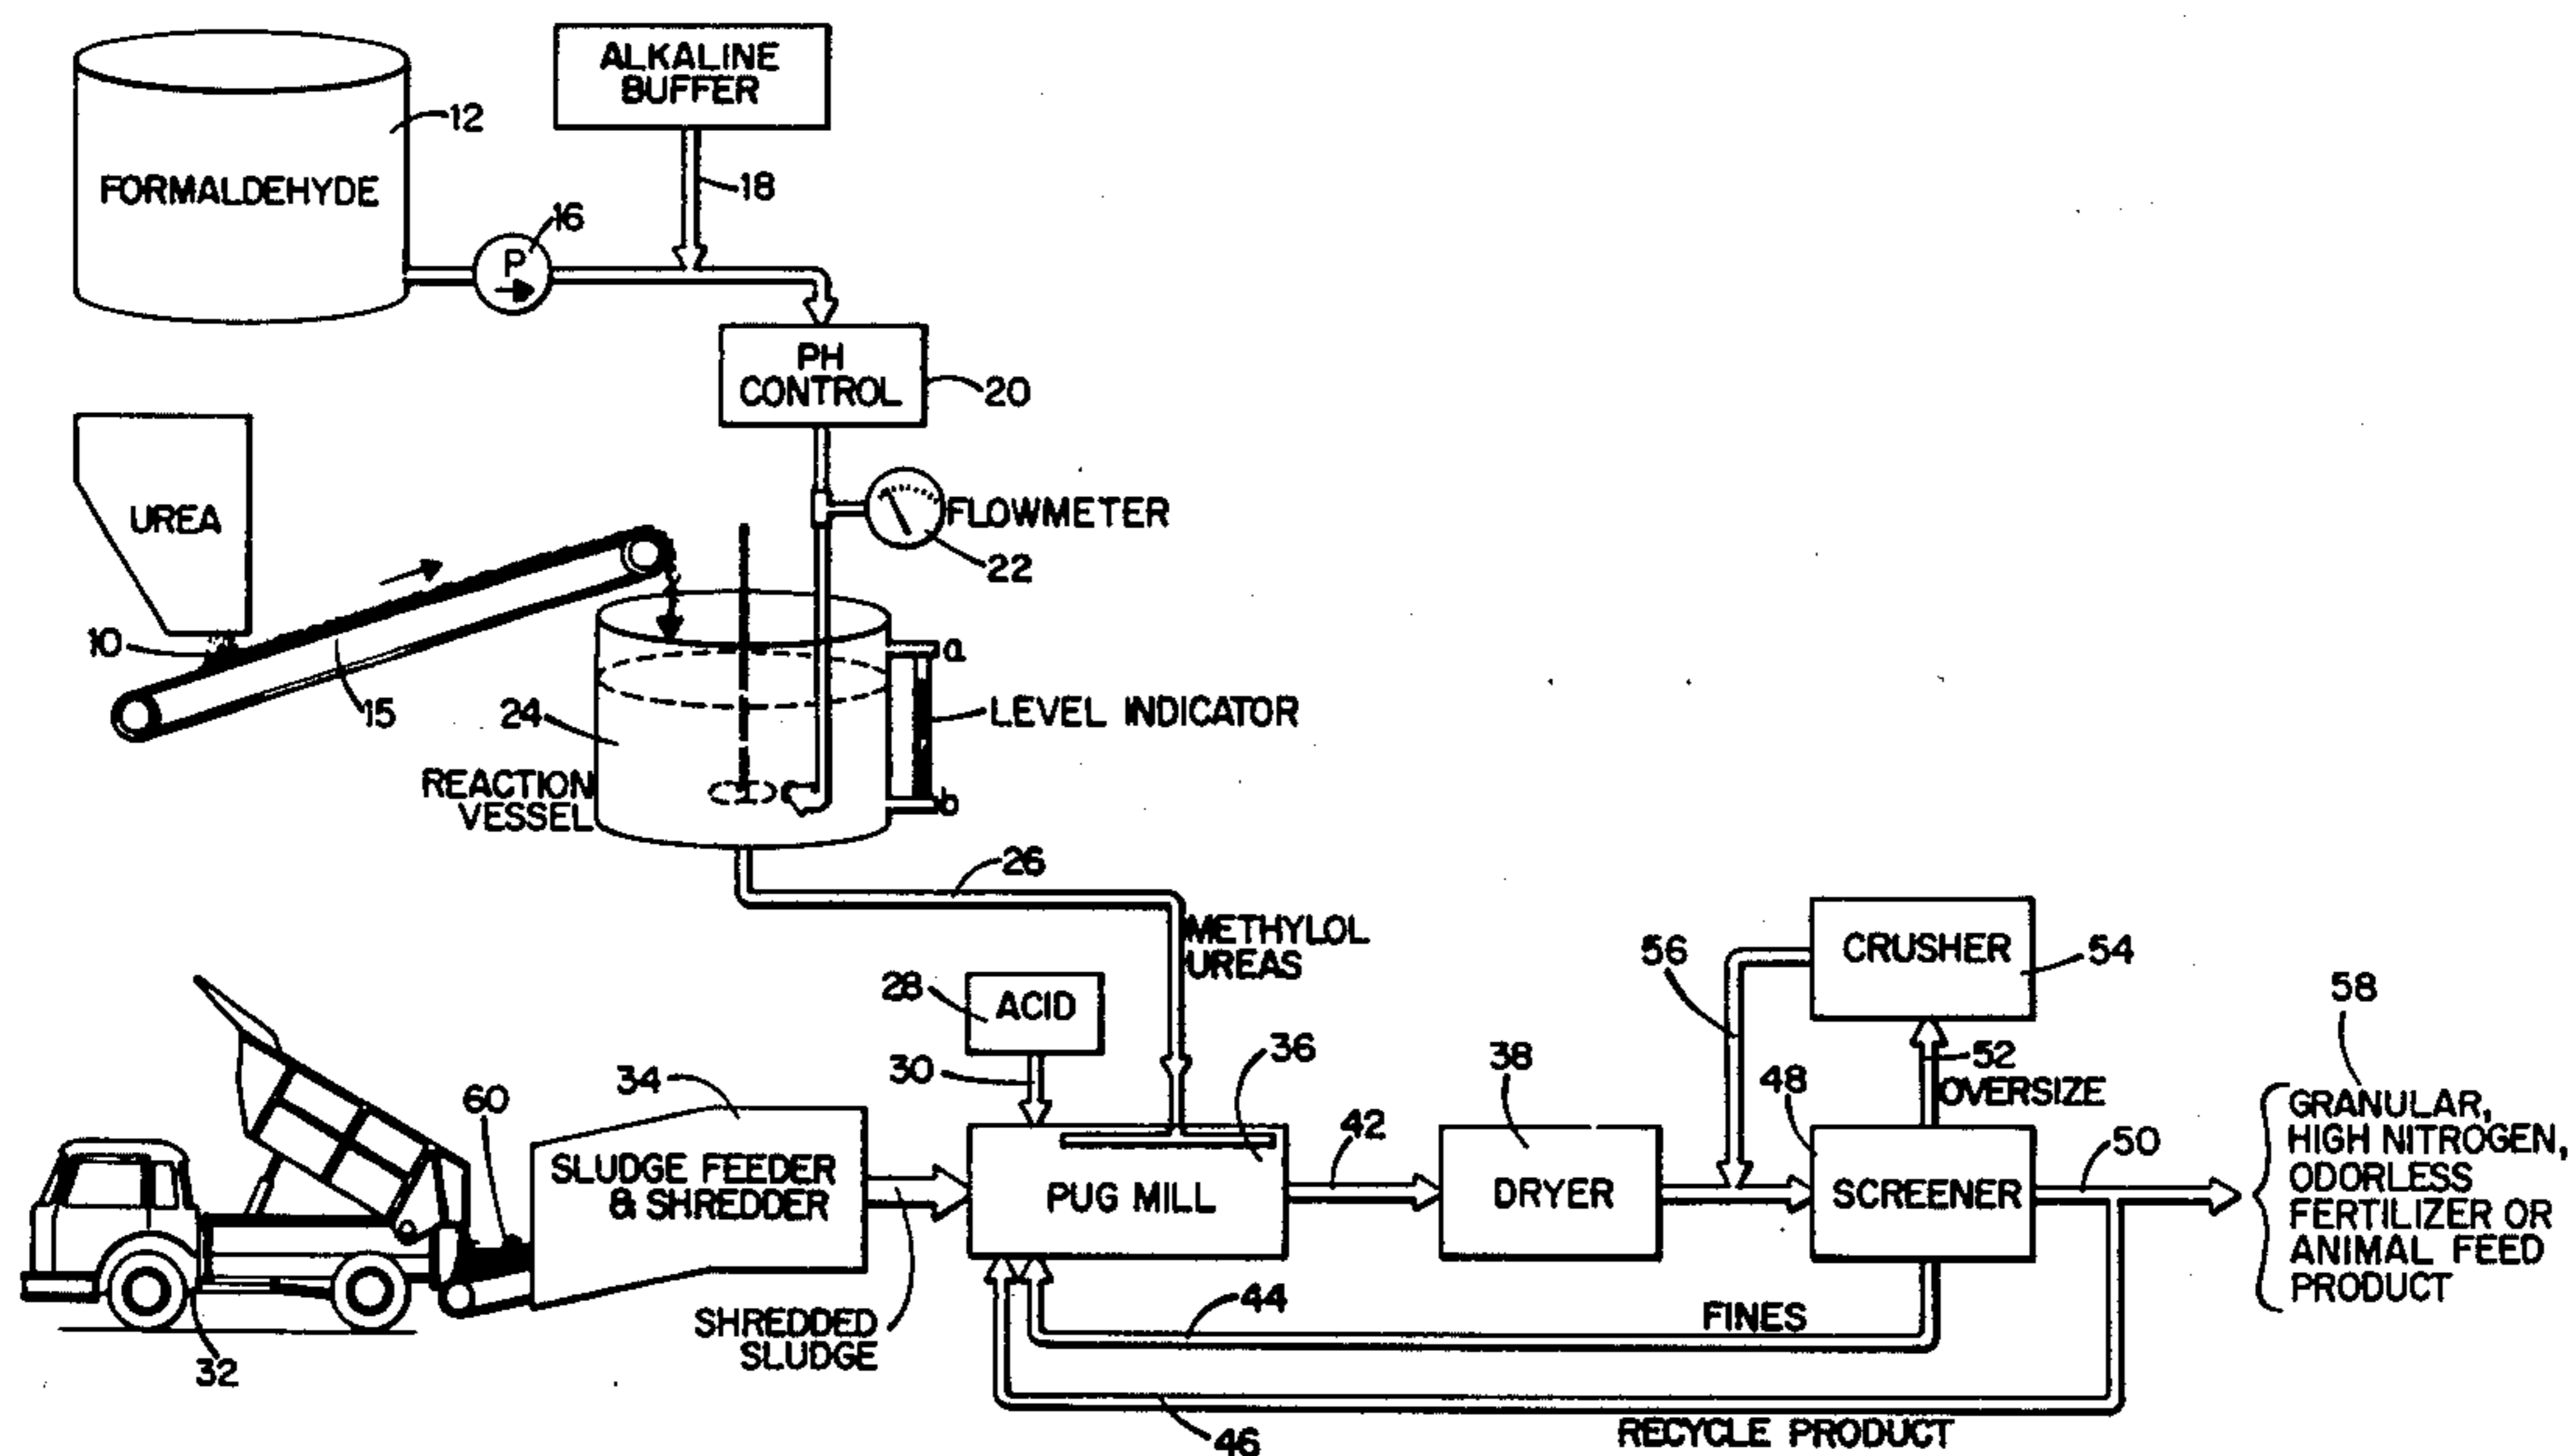 ALKALINE
BUFFER
12
FORMALDEHYDE
18
16
P
PH
CONTROL
20
UREA
FLOWMETER
22
10
a
15
24
LEVEL INDICATOR
REACTION
VESSEL
b
26
METHYLOL
UREAS
28
ACID
56
CRUSHER
54
58
30
36
38
52
OVERSIZE
48
34
60
42
50
GRANULAR,
HIGH NITROGEN,
ODORLESS
FERTILIZER OR
ANIMAL FEED
PRODUCT
SLUDGE FEEDER
& SHREDDER
PUG MILL
DRYER
SCREENER
44
FINES
SHREDDED
SLUDGE
32
46
RECYCLE PRODUCT